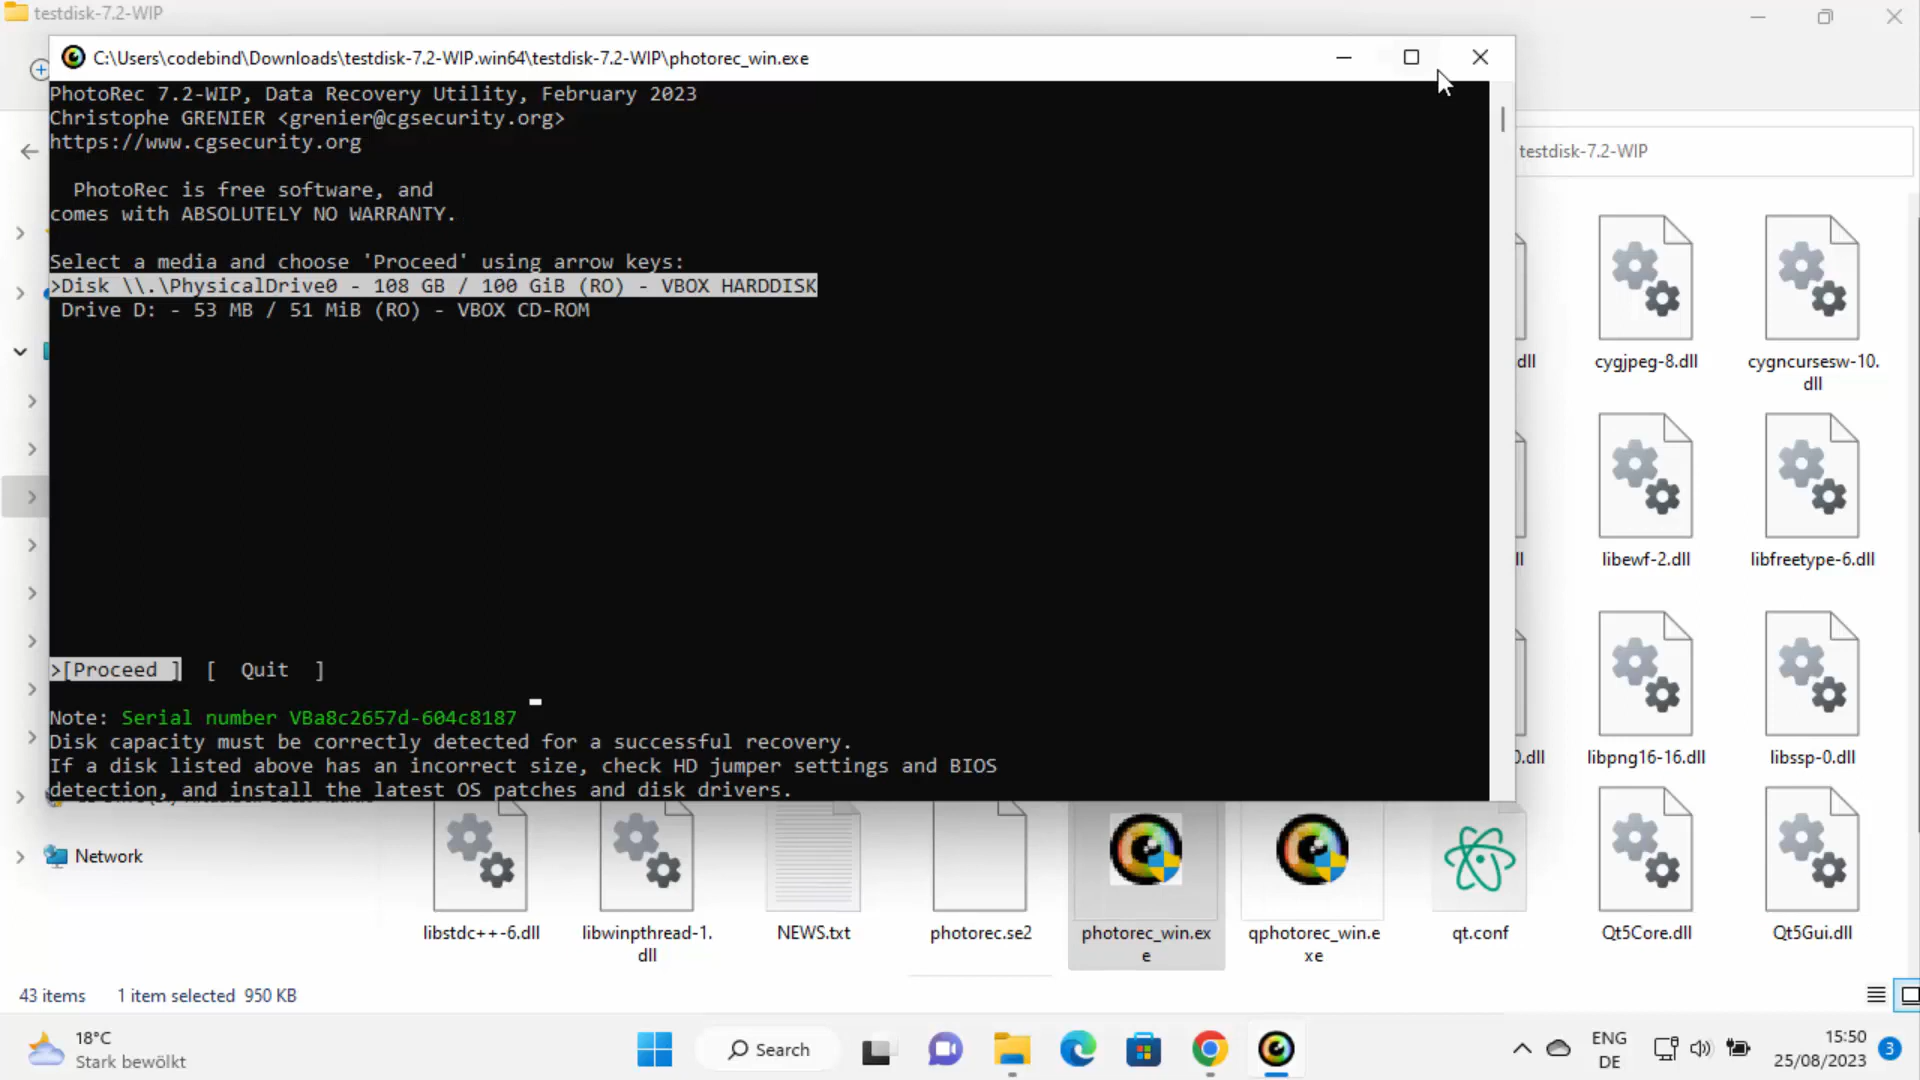 testdisk-7.2-WIP
C:\Users\codebind\Downloads\testdisk-7.2-WIP.win64\testdisk-7.2-WIP\photorec_win.exe
PhotoRec 7.2-WIP, Data Recovery Utility, February 2023
Christophe GRENIER <grenier@cgsecurity.org>
https://www.cgsecurity.org
PhotoRec is free software, and
comes with ABSOLUTELY NO WARRANTY.
Select a media and choose 'Proceed' using arrow keys:
>Disk \\.\PhysicalDrive0 - 108 GB / 100 GiB (RO) - VBOX HARDDISK
Drive D: - 53 MB / 51 MiB (RO) - VBOX CD-ROM
>[Proceed ]  [  Quit  ]
Note: Serial number VBa8c2657d-604c8187
Disk capacity must be correctly detected for a successful recovery.
If a disk listed above has an incorrect size, check HD jumper settings and BIOS
detection, and install the latest OS patches and disk drivers.
testdisk-7.2-WIP
dll
cygjpeg-8.dll
cygncursesw-10.
dll
ll
libewf-2.dll
libfreetype-6.dll
0.dll
libpng16-16.dll
libssp-0.dll
Network
libstdc++-6.dll
libwinpthread-1.
dll
NEWS.txt
photorec.se2
photorec_win.ex
e
qphotorec_win.e
xe
qt.conf
Qt5Core.dll
Qt5Gui.dll
43 items
1 item selected 950 KB
18°C
Stark bewölkt
Search
ENG
DE
15:50
25/08/2023
3